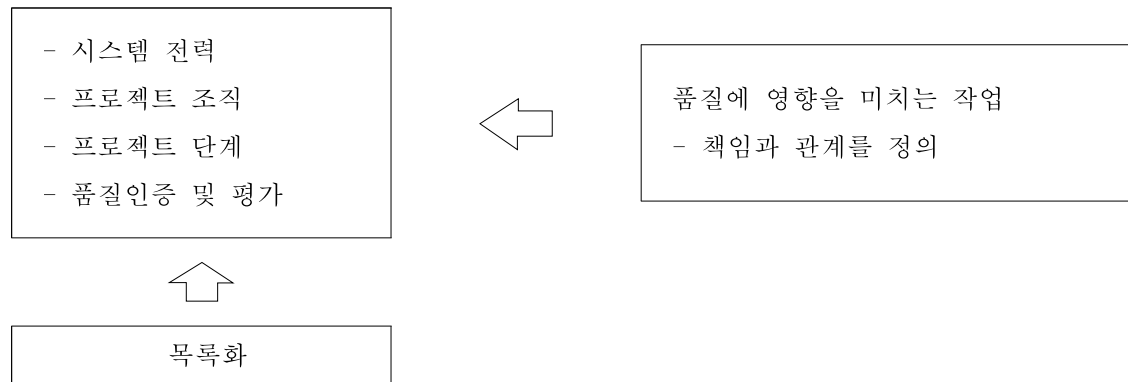 - 시스템 전력
- 프로젝트 조직
- 프로젝트 단계
- 품질인증 및 평가
품질에 영향을 미치는 작업
- 책임과 관계를 정의
목록화